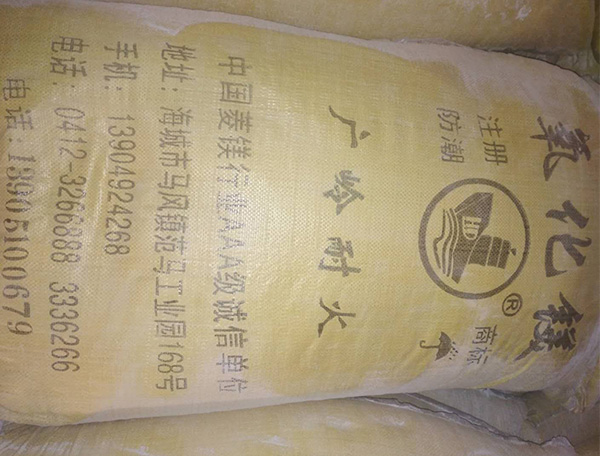 氧化镁
注册
商标
防潮
®
广岭耐火
中国菱镁行业AAA级诚信单位
地址：海城市马风镇范马工业园168号
手机：13904924268
电话：0412-3266888 3336266
电话:18905100679